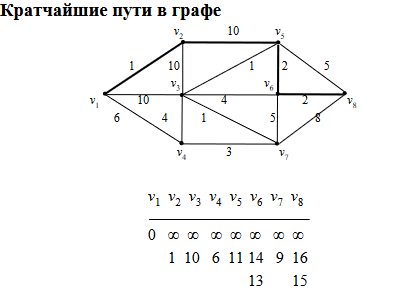 Кратчайшие пути в графе
v2 10 v5
1 10 1 2 5
v3 v6
v1 10 4 2 v8
6 4 1 5 8
v4 3 v7
v1 v2 v3 v4 v5 v6 v7 v8
0 ∞ ∞ ∞ ∞ ∞ ∞ ∞
1 10 6 11 14 9 16
13 15